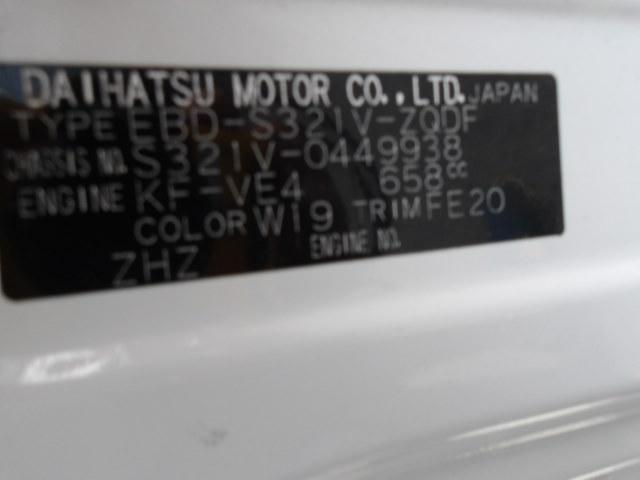 DAIHATSU MOTOR CO.,LTD. JAPAN
TYPE EBD-S321V-ZQDF
CHASSIS NO. S321V-0449938
ENGINE KF-VE4 658cc
COLOR W19 TRIM FE20
ENGINE NO.
ZHZ